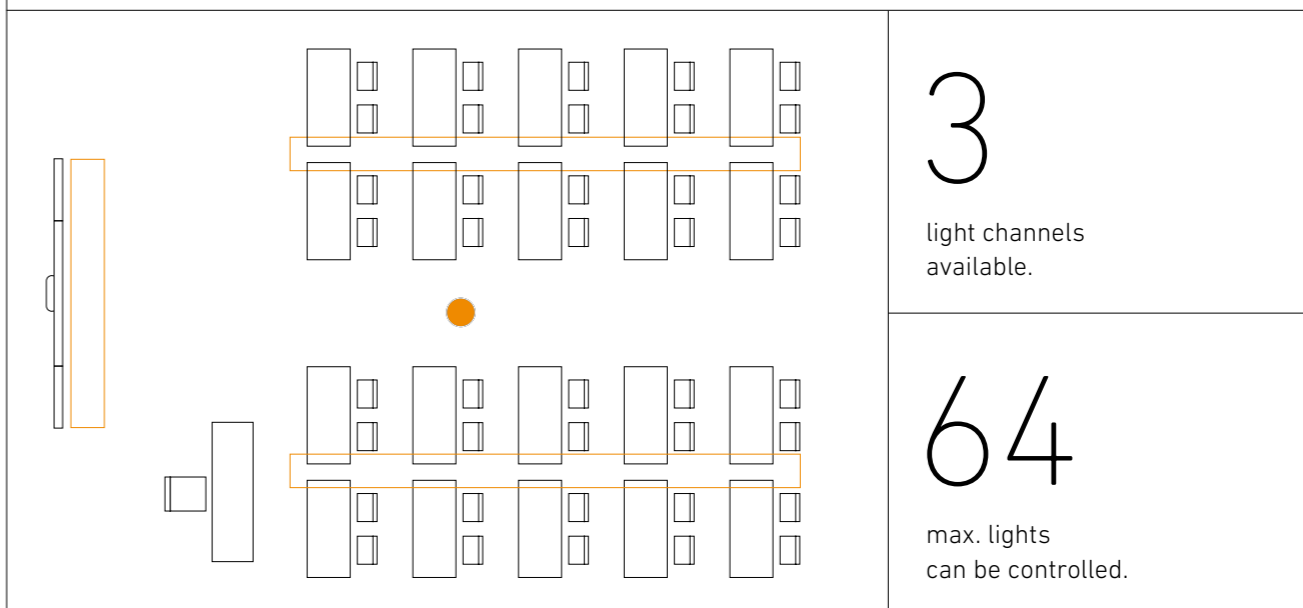 3
light channels
available.
64
max. lights
can be controlled.